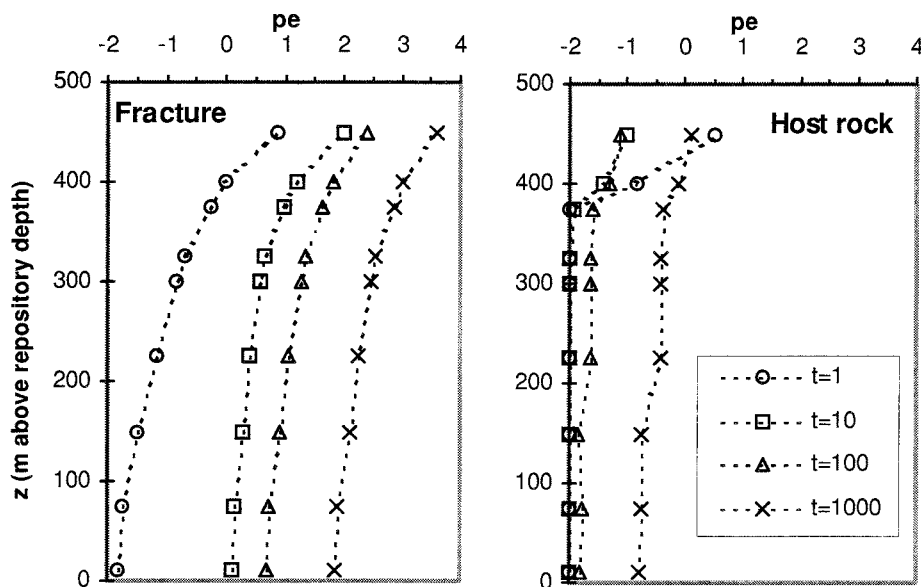 pe
-2 -1 0 1 2 3 4
500
400
300
200
100
0
z (m above repository depth)
Fracture
pe
-2 -1 0 1 2 3 4
500
400
300
200
100
0
Host rock
t=1
t=10
t=100
t=1000